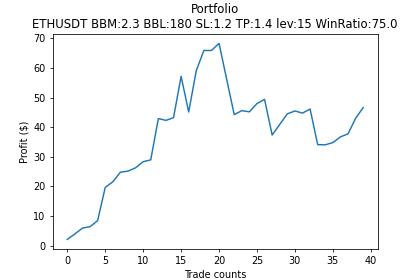 Portfolio
ETHUSDT BBM:2.3 BBL:180 SL:1.2 TP:1.4 lev:15 WinRatio:75.0
70
60
50
40
30
20
10
0
Profit ($)
0 5 10 15 20 25 30 35 40
Trade counts